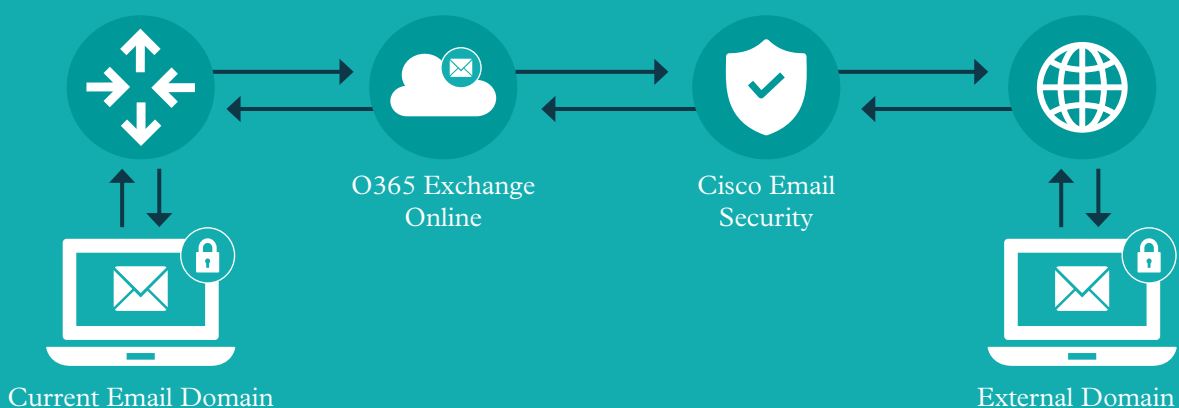 O365 Exchange
Online
Cisco Email
Security
Current Email Domain
External Domain